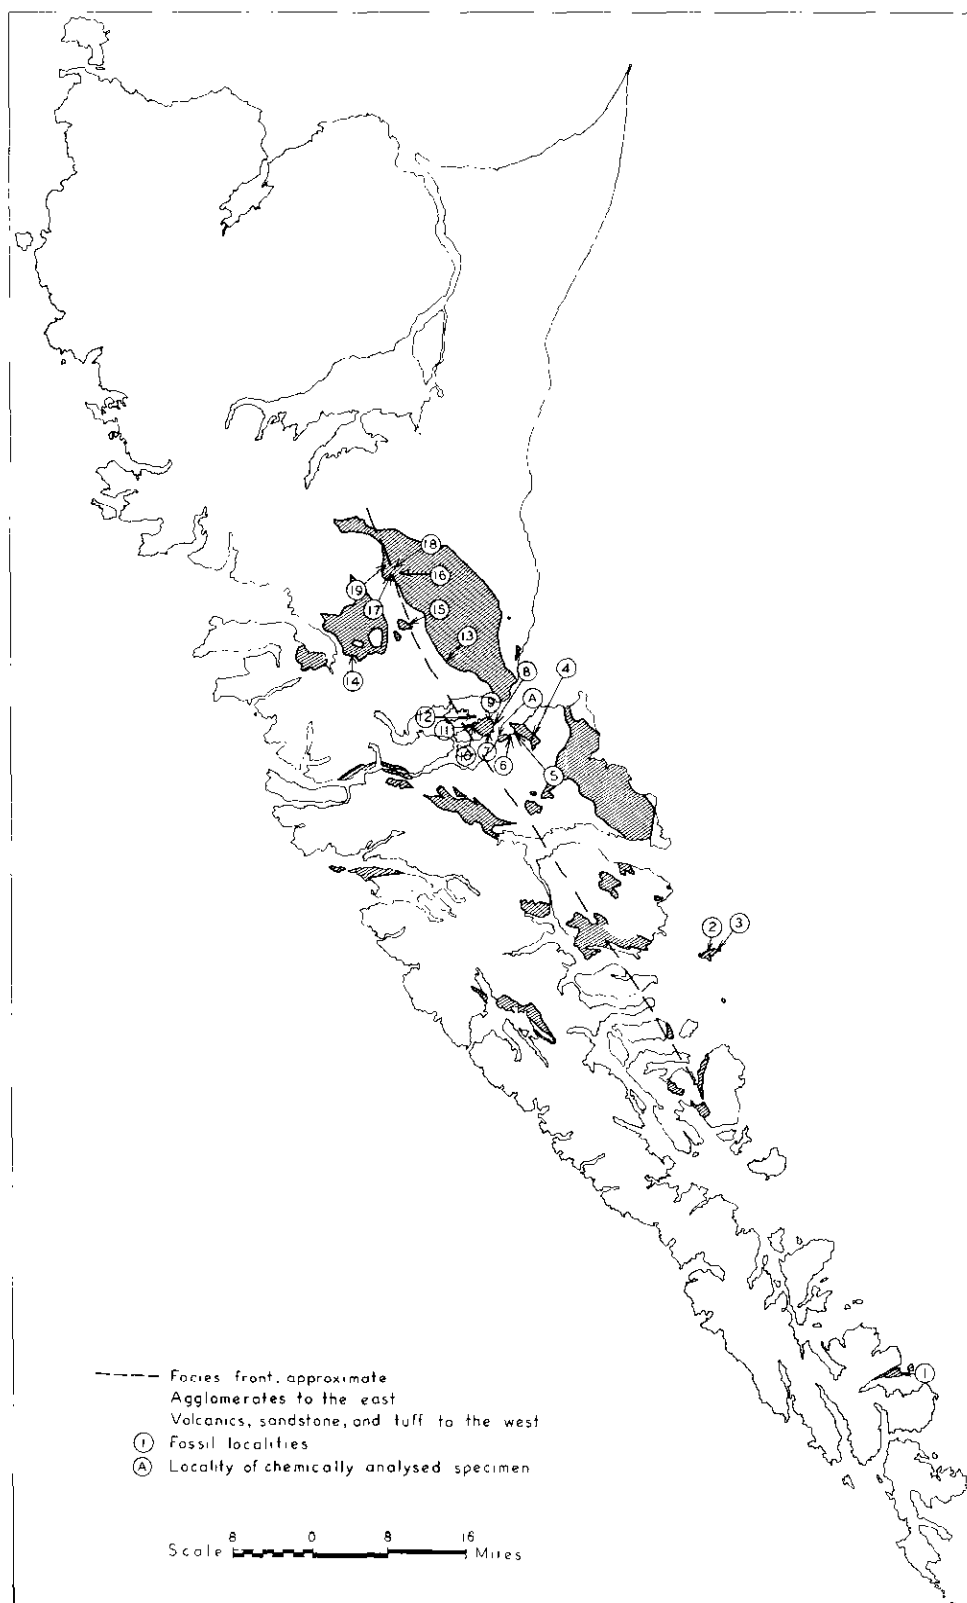 18
16
19
17
15
13
14
8
4
9
A
12
11
10
7
6
5
2
3
1
Facies front, approximate
Agglomerates to the east
Volcanics, sandstone, and tuff to the west
1 Fossil localities
A Locality of chemically analysed specimen
8 0 8 16
Scale Miles